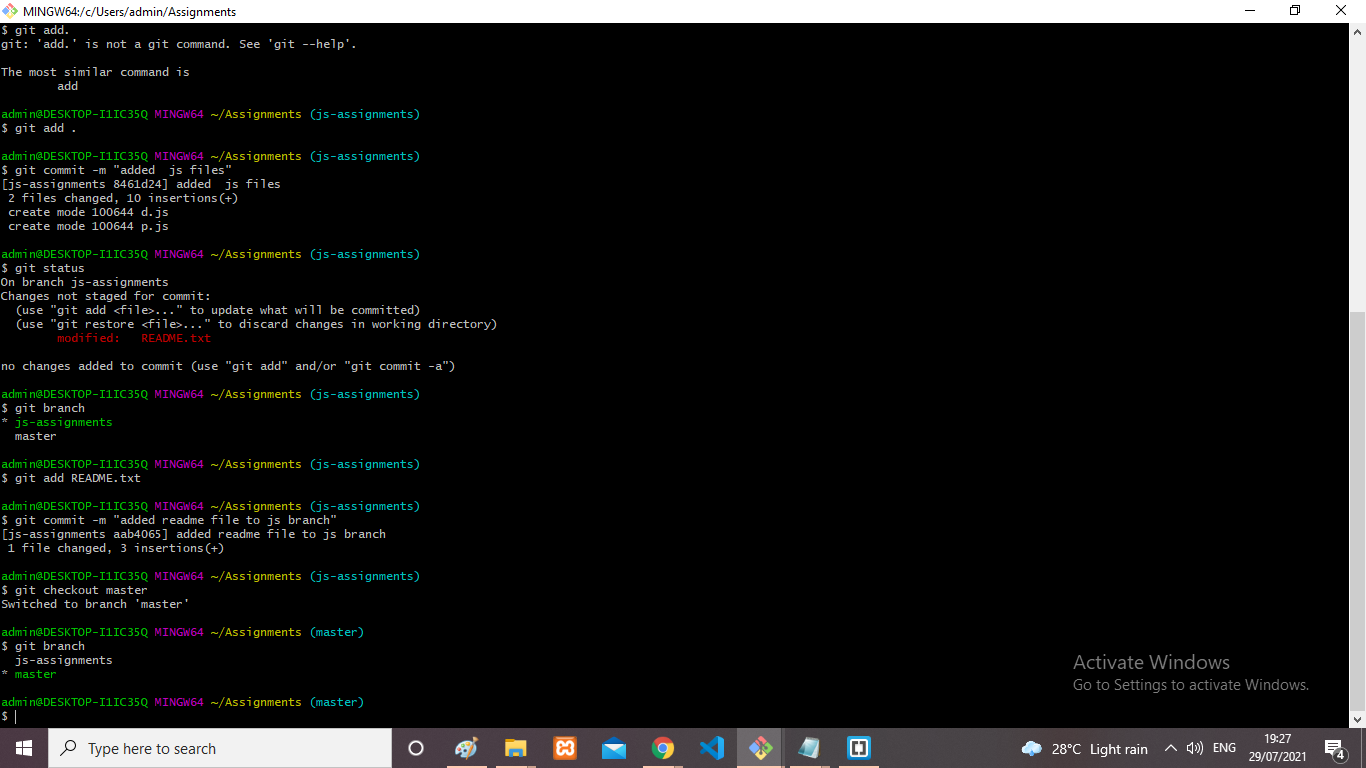 MINGW64:/c/Users/admin/Assignments
$ git add.
git: 'add.' is not a git command. See 'git --help'.
The most similar command is
add
admin@DESKTOP-I1IC35Q MINGW64 ~/Assignments (js-assignments)
$ git add .
admin@DESKTOP-I1IC35Q MINGW64 ~/Assignments (js-assignments)
$ git commit -m "added  js files"
[js-assignments 8461d24] added  js files
2 files changed, 10 insertions(+)
create mode 100644 d.js
create mode 100644 p.js
admin@DESKTOP-I1IC35Q MINGW64 ~/Assignments (js-assignments)
$ git status
On branch js-assignments
Changes not staged for commit:
(use "git add <file>..." to update what will be committed)
(use "git restore <file>..." to discard changes in working directory)
modified:   README.txt
no changes added to commit (use "git add" and/or "git commit -a")
admin@DESKTOP-I1IC35Q MINGW64 ~/Assignments (js-assignments)
$ git branch
* js-assignments
master
admin@DESKTOP-I1IC35Q MINGW64 ~/Assignments (js-assignments)
$ git add README.txt
admin@DESKTOP-I1IC35Q MINGW64 ~/Assignments (js-assignments)
$ git commit -m "added readme file to js branch"
[js-assignments aab4065] added readme file to js branch
1 file changed, 3 insertions(+)
admin@DESKTOP-I1IC35Q MINGW64 ~/Assignments (js-assignments)
$ git checkout master
Switched to branch 'master'
admin@DESKTOP-I1IC35Q MINGW64 ~/Assignments (master)
$ git branch
js-assignments
* master
admin@DESKTOP-I1IC35Q MINGW64 ~/Assignments (master)
$
Activate Windows
Go to Settings to activate Windows.
Type here to search
28°C Light rain
ENG
19:27
29/07/2021
4